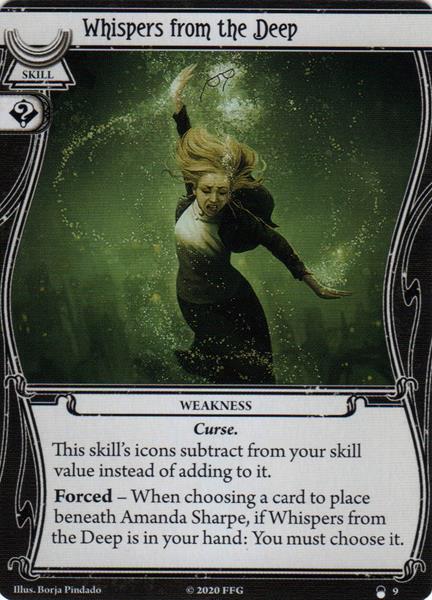 Whispers from the Deep
SKILL
?
WEAKNESS
Curse.
This skill's icons subtract from your skill
value instead of adding to it.
Forced – When choosing a card to place
beneath Amanda Sharpe, if Whispers from
the Deep is in your hand: You must choose it.
Illus. Borja Pindado © 2020 FFG 9